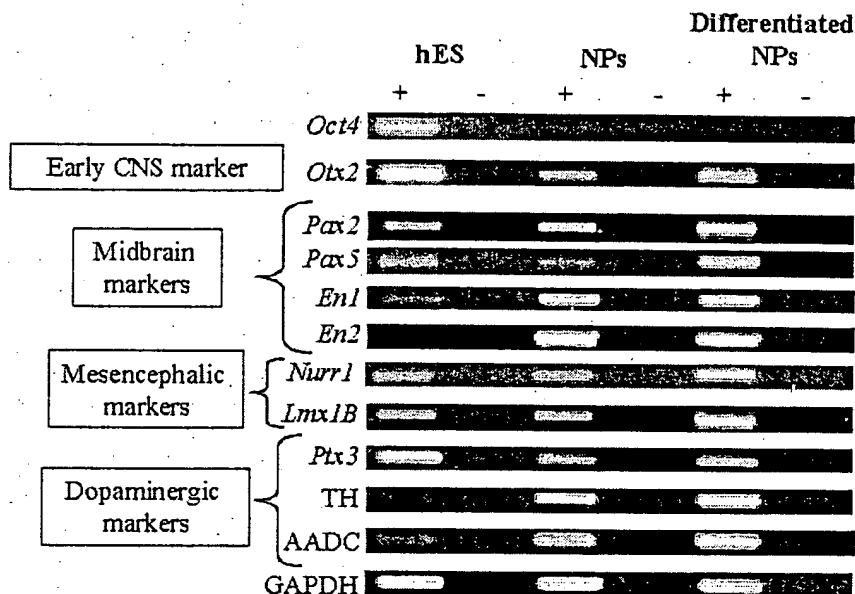 Differentiated
hES NPs NPs
+ - + - + -
Oct4
Early CNS marker
Otx2
Pax2
Midbrain
markers
Pax5
En1
En2
Mesencephalic
markers
Nurr1
Lmx1B
Ptx3
Dopaminergic
markers
TH
AADC
GAPDH